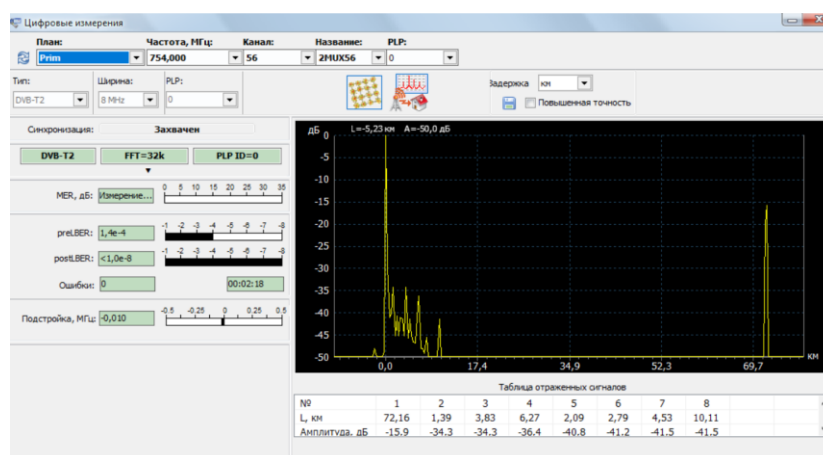 Цифровые измерения
План: Частота, МГц: Канал: Название: PLP:
Prim 754,000 56 2MUX56 0
Тип: Ширина: PLP:
DVB-T2 8 MHz 0
Задержка км
Повышенная точность
Синхронизация: Захвачен
DVB-T2 FFT=32k PLP ID=0
MER, дБ: Измерение... 0 5 10 15 20 25 30 35
preLBER: 1,4e-4 -1 -2 -3 -4 -5 -6 -7 -8
postLBER: <1,0e-8 -1 -2 -3 -4 -5 -6 -7 -8
Ошибки: 0 00:02:18
Подстройка, МГц: -0,010 -0.5 -0.25 0 0.25 0.5
дБ L=-5,23 км A=-50,0 дБ
0
-5
-10
-15
-20
-25
-30
-35
-40
-45
-50
0,0 17,4 34,9 52,3 69,7 км
Таблица отраженных сигналов
№ 1 2 3 4 5 6 7 8
L, км 72,16 1,39 3,83 6,27 2,09 2,79 4,53 10,11
Амплитуда, дБ -15.9 -34.3 -34.3 -36.4 -40.8 -41.2 -41.5 -41.5